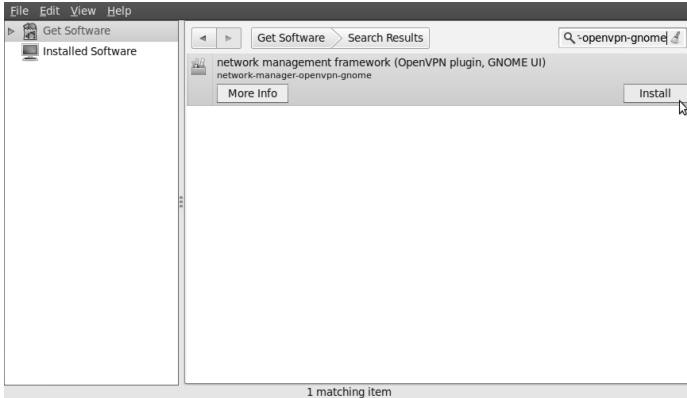 File Edit View Help
Get Software
Installed Software
Get Software Search Results
-openvpn-gnome
network management framework (OpenVPN plugin, GNOME UI)
network-manager-openvpn-gnome
More Info
Install
1 matching item